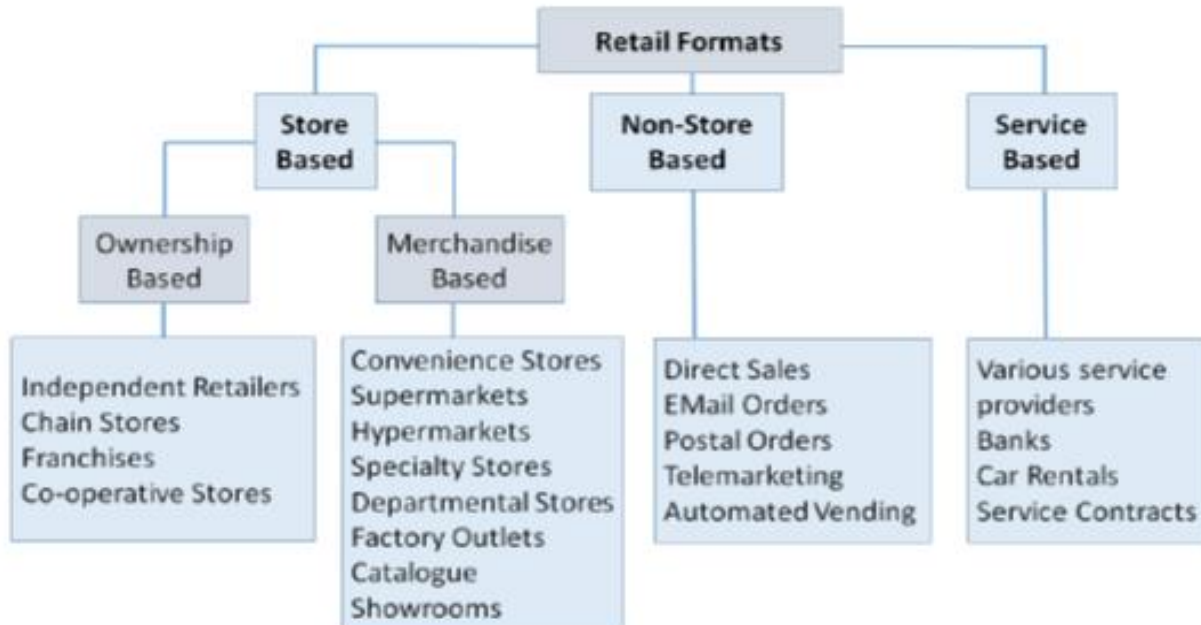 Retail Formats
Store
Based
Non-Store
Based
Service
Based
Ownership
Based
Merchandise
Based
Independent Retailers
Chain Stores
Franchises
Co-operative Stores
Convenience Stores
Supermarkets
Hypermarkets
Specialty Stores
Departmental Stores
Factory Outlets
Catalogue
Showrooms
Direct Sales
EMail Orders
Postal Orders
Telemarketing
Automated Vending
Various service
providers
Banks
Car Rentals
Service Contracts